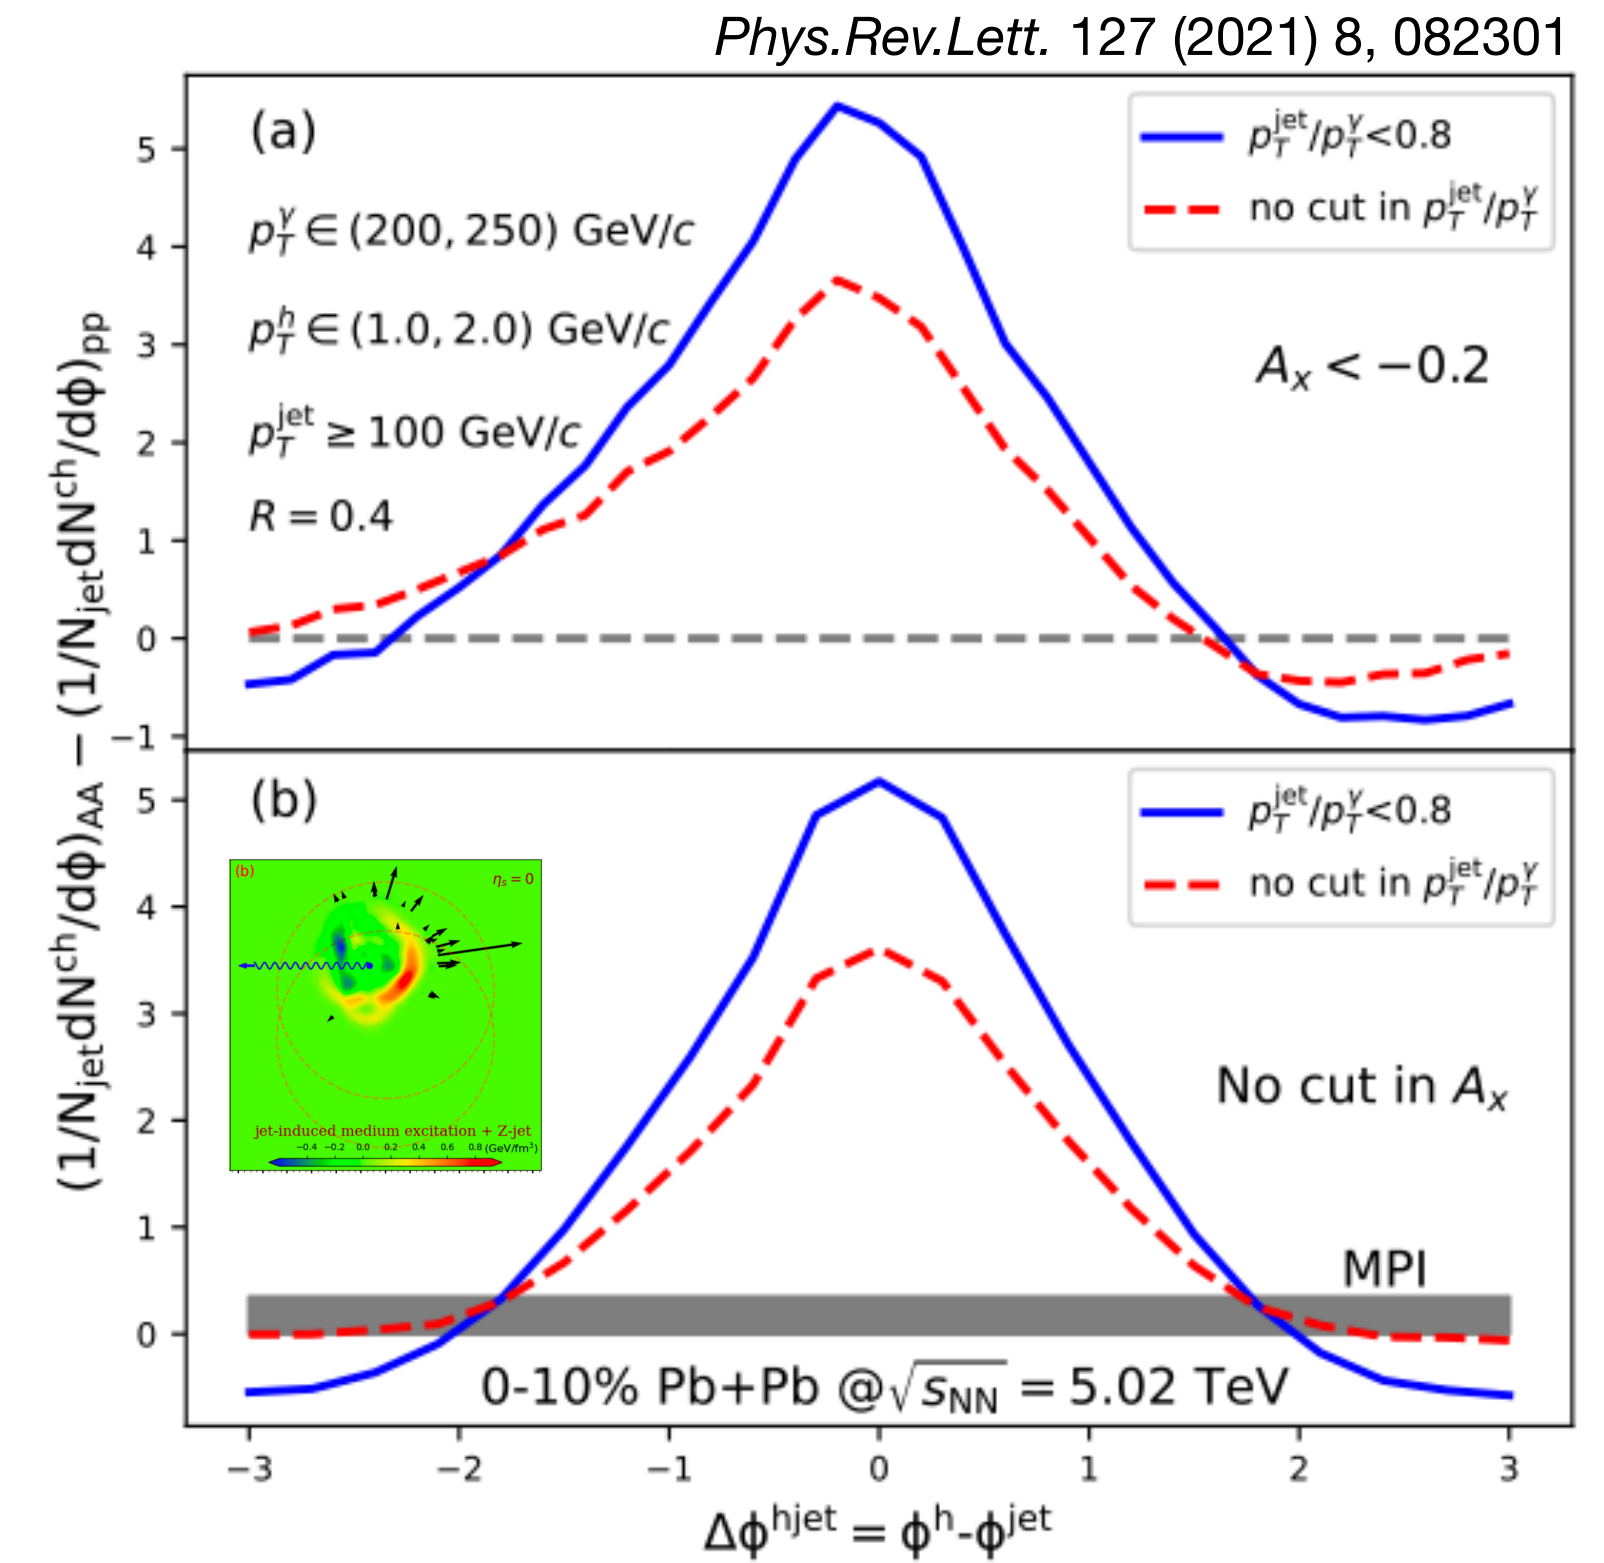 Phys.Rev.Lett. 127 (2021) 8, 082301
(1/N_jet dN^ch/dϕ)_AA − (1/N_jet dN^ch/dϕ)_pp
(a)
p_T^γ ∈ (200, 250) GeV/c
p_T^h ∈ (1.0, 2.0) GeV/c
p_T^jet ≥ 100 GeV/c
R = 0.4
p_T^jet/p_T^γ<0.8
no cut in p_T^jet/p_T^γ
A_x < −0.2
5
4
3
2
1
0
−1
(b)
p_T^jet/p_T^γ<0.8
no cut in p_T^jet/p_T^γ
(b)
η_s = 0
jet-induced medium excitation + Z-jet
−0.4 −0.2 0.0 0.2 0.4 0.6 0.8 (GeV/fm^3)
No cut in A_x
MPI
0-10% Pb+Pb @√s_NN = 5.02 TeV
5
4
3
2
1
0
−3 −2 −1 0 1 2 3
Δϕ^hjet = ϕ^h-ϕ^jet